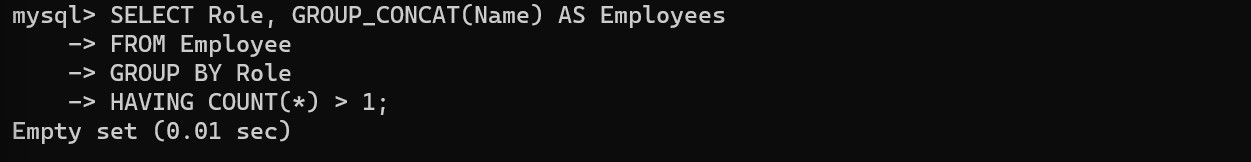 mysql> SELECT Role, GROUP_CONCAT(Name) AS Employees
    -> FROM Employee
    -> GROUP BY Role
    -> HAVING COUNT(*) > 1;
Empty set (0.01 sec)